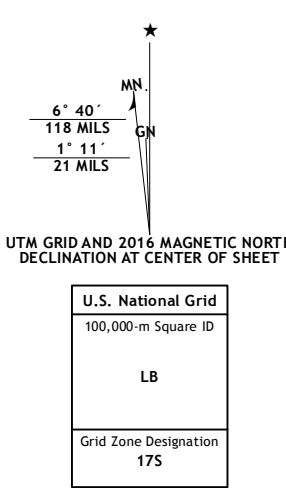 ★
MN.
6° 40´
118 MILS
GN
1° 11´
21 MILS
UTM GRID AND 2016 MAGNETIC NORTH
DECLINATION AT CENTER OF SHEET
U.S. National Grid
100,000-m Square ID
LB
Grid Zone Designation
17S